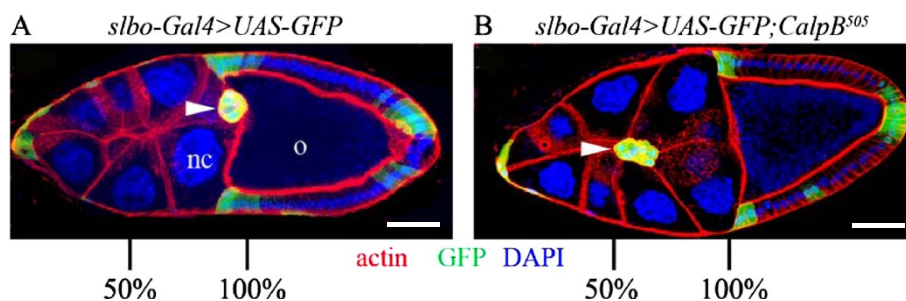 A slbo-Gal4>UAS-GFP
B slbo-Gal4>UAS-GFP;CalpB⁵⁰⁵
nc
o
actin GFP DAPI
50% 100%
50% 100%